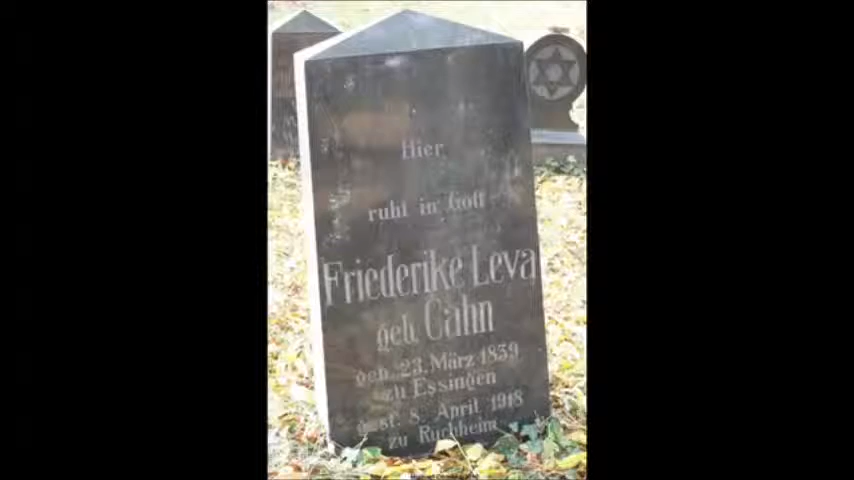 Hier
ruht in Gott
Friederike Leva
geb. Cahn
geb. 23. März 1839
zu Essingen
gest. 8. April 1918
zu Ruchheim